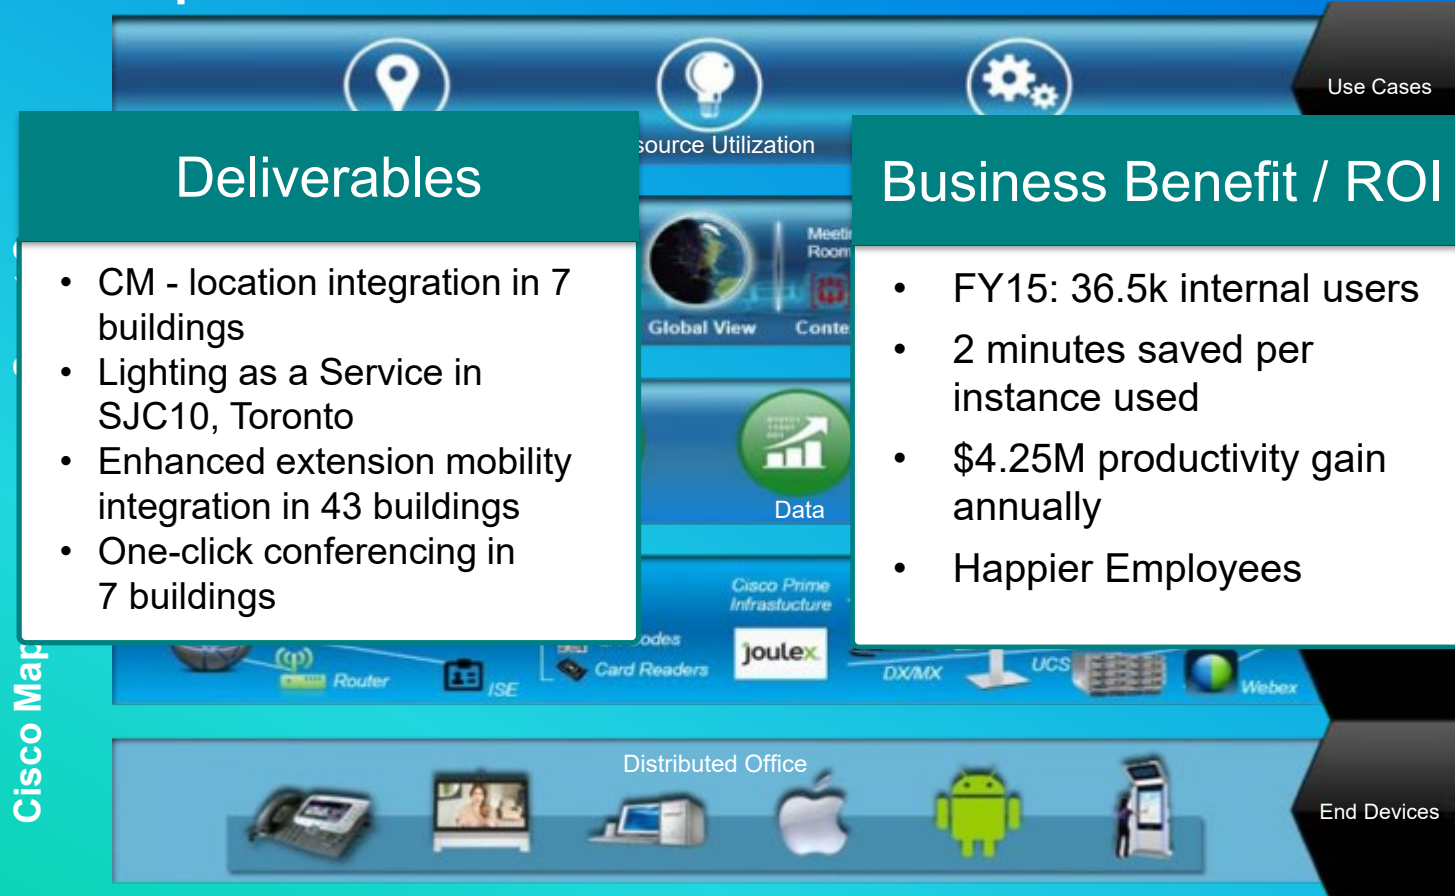 Use Cases
source Utilization
Deliverables
• CM - location integration in 7
buildings
• Lighting as a Service in
SJC10, Toronto
• Enhanced extension mobility
integration in 43 buildings
• One-click conferencing in
7 buildings
Business Benefit / ROI
• FY15: 36.5k internal users
• 2 minutes saved per
instance used
• $4.25M productivity gain
annually
• Happier Employees
Global View
Data
Cisco Prime
Infrastucture
joulex
Router
ISE
Card Readers
DX/MX
UCS
Webex
Cisco Map
Distributed Office
End Devices